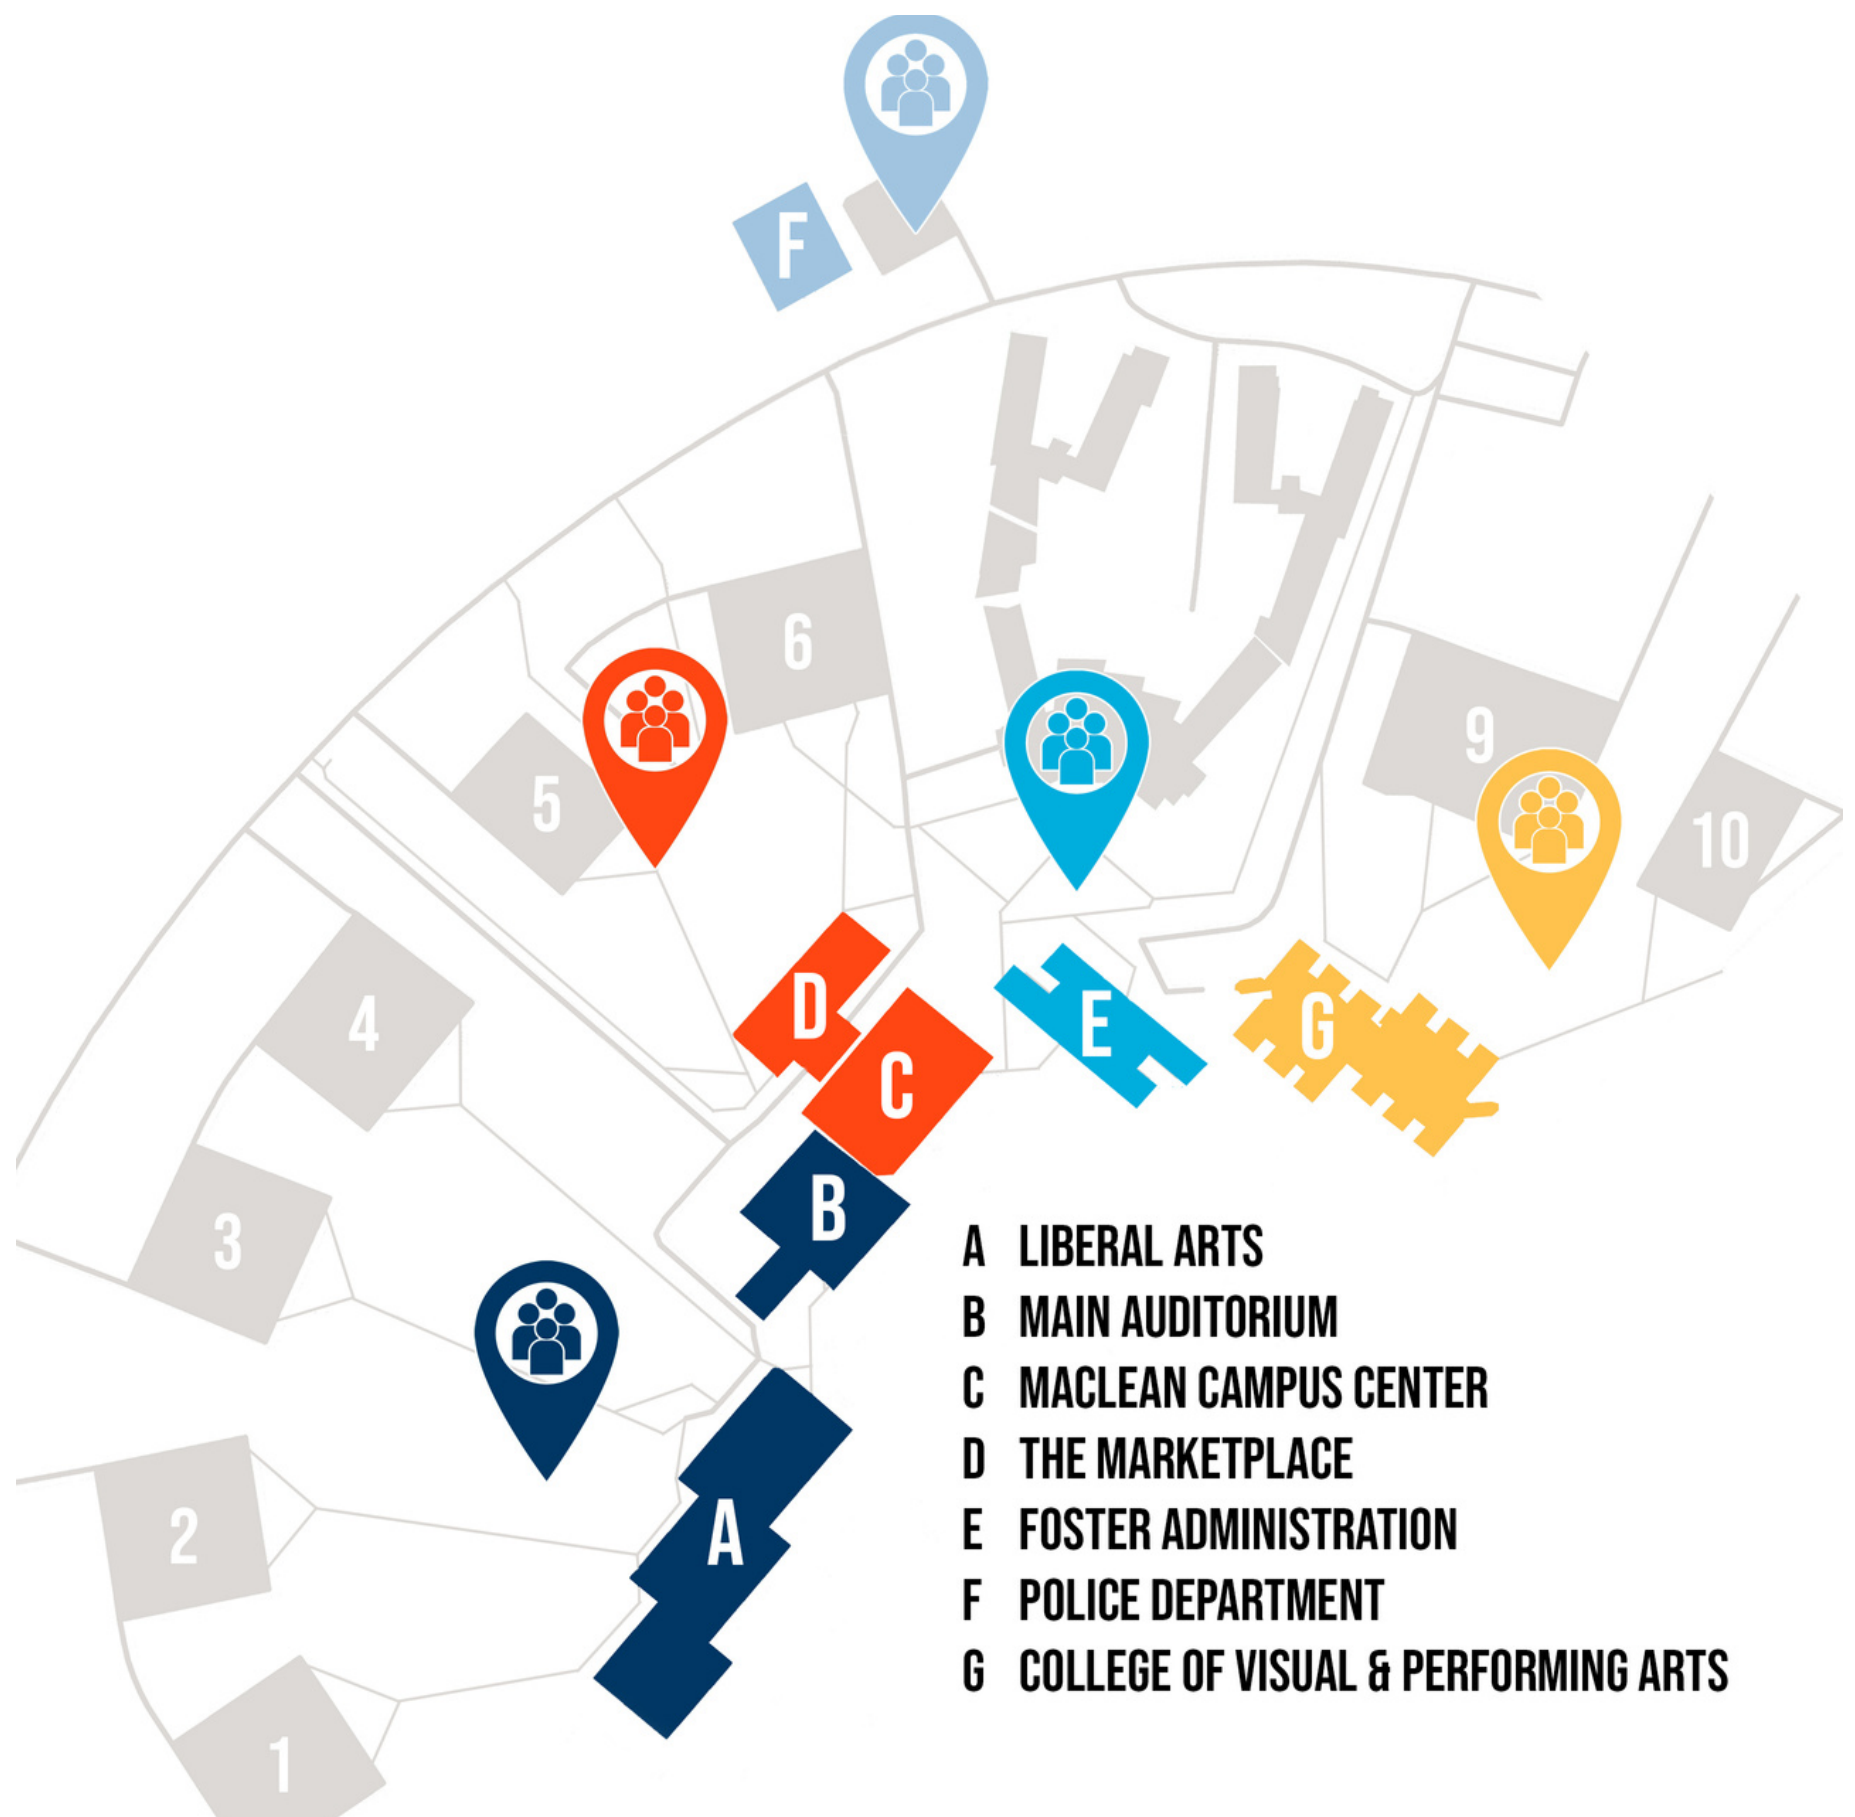 F
6
9
5
10
4
D
E
G
C
B
3
A
2
1
A LIBERAL ARTS
B MAIN AUDITORIUM
C MACLEAN CAMPUS CENTER
D THE MARKETPLACE
E FOSTER ADMINISTRATION
F POLICE DEPARTMENT
G COLLEGE OF VISUAL & PERFORMING ARTS